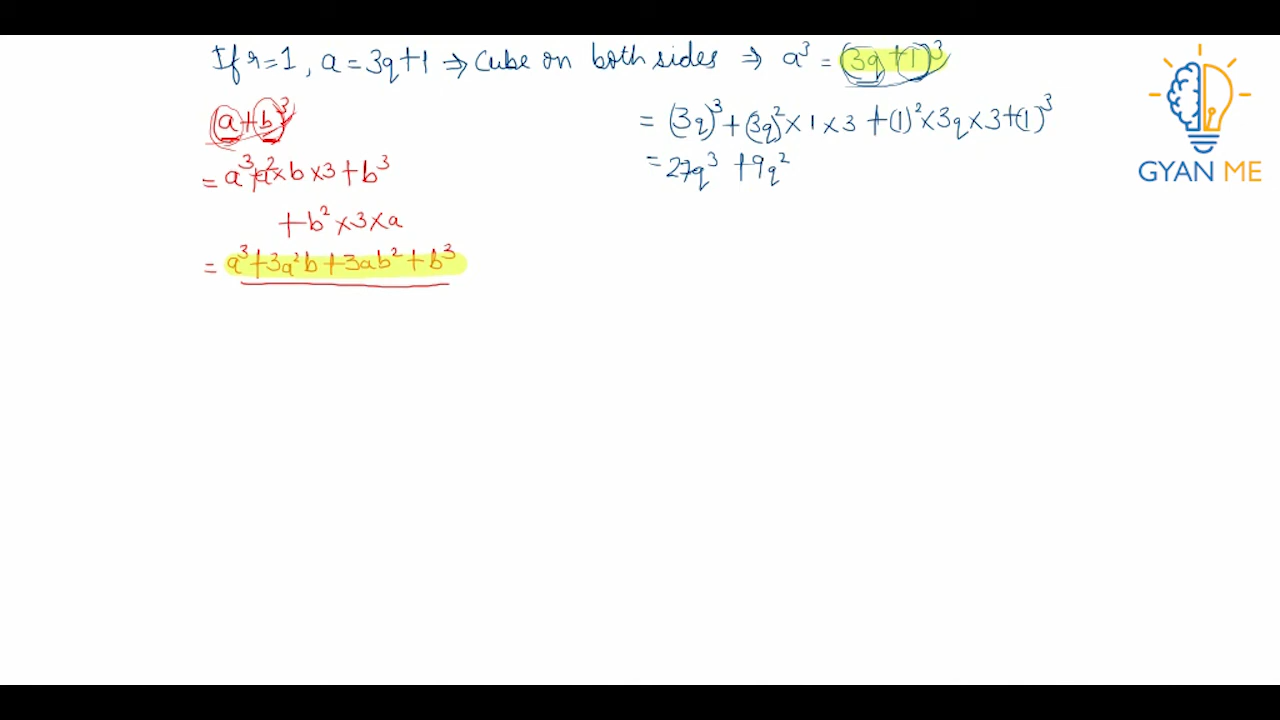 If r=1, a=3q+1 ⇒ Cube on both sides ⇒ a³ = (3q+1)³
(a+b)³
= a³+a²×b×3+b³
+b²×3×a
= a³+3a²b+3ab²+b³
= (3q)³+(3q)²×1×3+(1)²×3q×3+(1)³
= 27q³ +9q²
GYAN ME